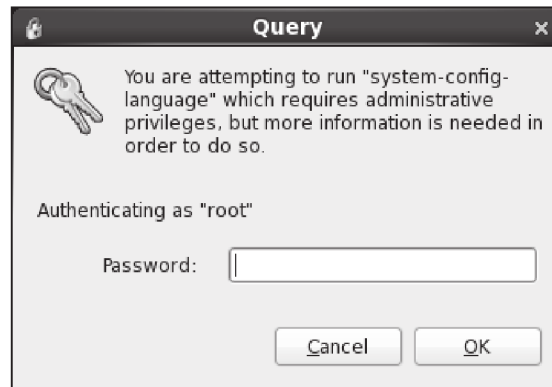 Query
You are attempting to run "system-config-
language" which requires administrative
privileges, but more information is needed in
order to do so.
Authenticating as "root"
Password:
Cancel
OK